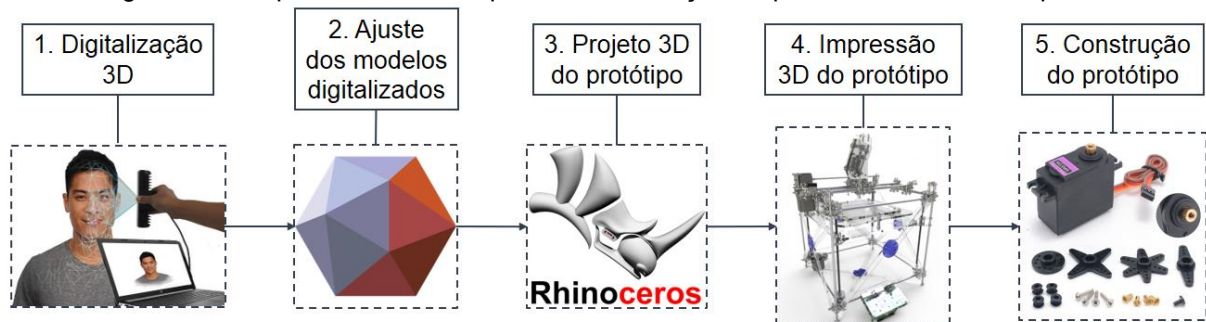 1. Digitalização
3D
2. Ajuste
dos modelos
digitalizados
3. Projeto 3D
do protótipo
4. Impressão
3D do protótipo
5. Construção
do protótipo
Rhinoceros